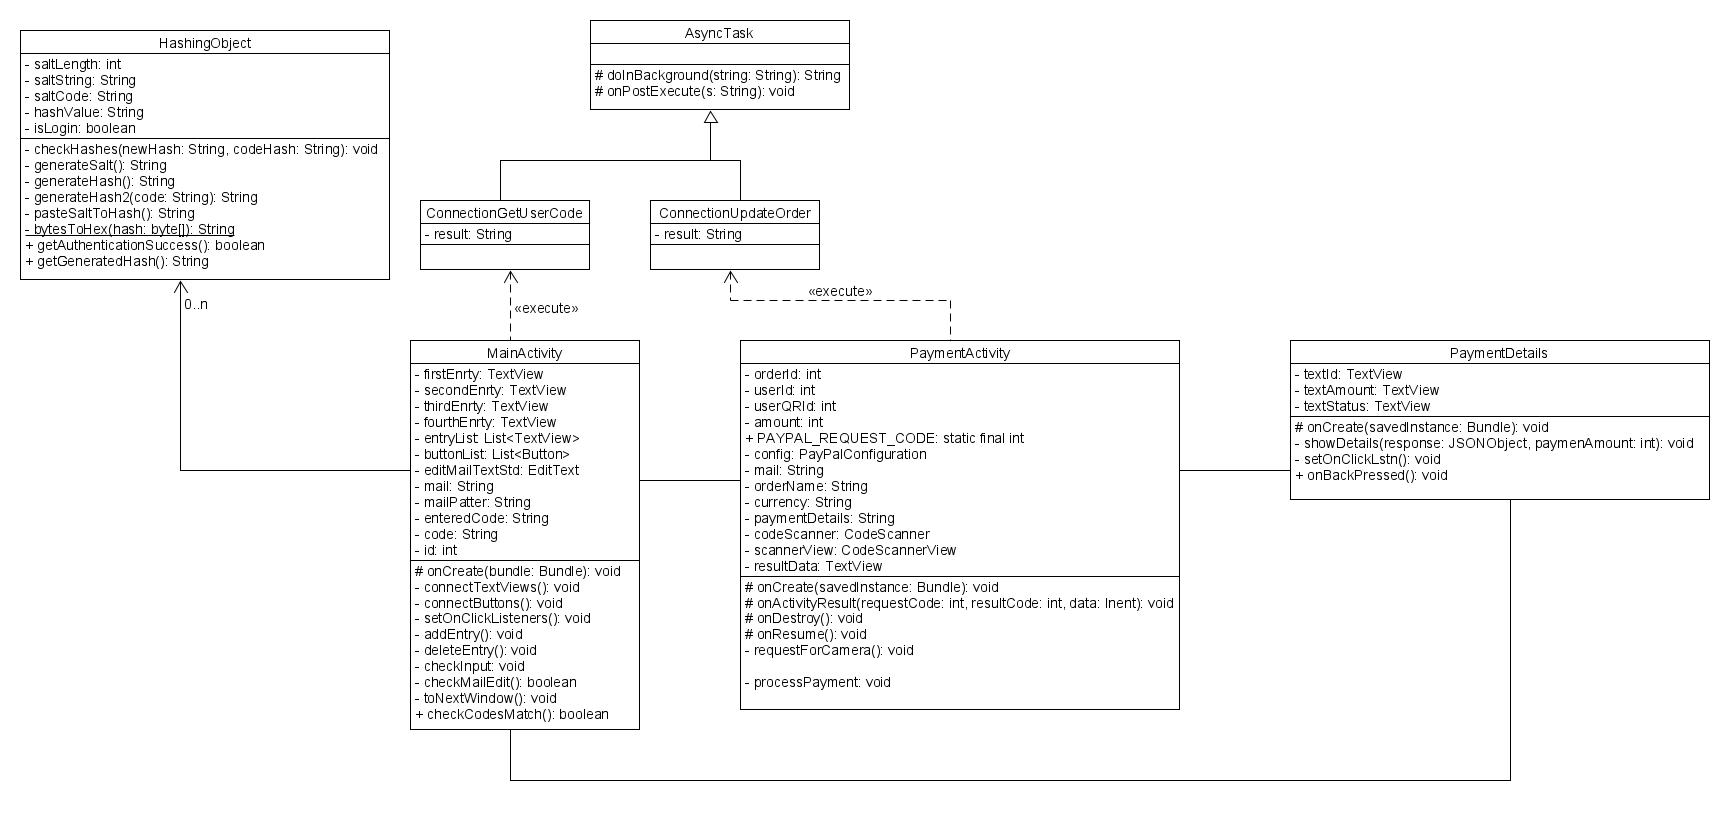 HashingObject
- saltLength: int
- saltString: String
- saltCode: String
- hashValue: String
- isLogin: boolean
- checkHashes(newHash: String, codeHash: String): void
- generateSalt(): String
- generateHash(): String
- generateHash2(code: String): String
- pasteSaltToHash(): String
- bytesToHex(hash: byte[]): String
+ getAuthenticationSuccess(): boolean
+ getGeneratedHash(): String
0..n
AsyncTask
# doInBackground(string: String): String
# onPostExecute(s: String): void
ConnectionGetUserCode
- result: String
ConnectionUpdateOrder
- result: String
«execute»
«execute»
MainActivity
- firstEnrty: TextView
- secondEnrty: TextView
- thirdEnrty: TextView
- fourthEnrty: TextView
- entryList: List<TextView>
- buttonList: List<Button>
- editMailTextStd: EditText
- mail: String
- mailPatter: String
- enteredCode: String
- code: String
- id: int
# onCreate(bundle: Bundle): void
- connectTextViews(): void
- connectButtons(): void
- setOnClickListeners(): void
- addEntry(): void
- deleteEntry(): void
- checkInput: void
- checkMailEdit(): boolean
- toNextWindow(): void
+ checkCodesMatch(): boolean
PaymentActivity
- orderId: int
- userId: int
- userQRId: int
- amount: int
+ PAYPAL_REQUEST_CODE: static final int
- config: PayPalConfiguration
- mail: String
- orderName: String
- currency: String
- paymentDetails: String
- codeScanner: CodeScanner
- scannerView: CodeScannerView
- resultData: TextView
# onCreate(savedInstance: Bundle): void
# onActivityResult(requestCode: int, resultCode: int, data: Inent): void
# onDestroy(): void
# onResume(): void
- requestForCamera(): void
- processPayment: void
PaymentDetails
- textId: TextView
- textAmount: TextView
- textStatus: TextView
# onCreate(savedInstance: Bundle): void
- showDetails(response: JSONObject, paymenAmount: int): void
- setOnClickLstn(): void
+ onBackPressed(): void